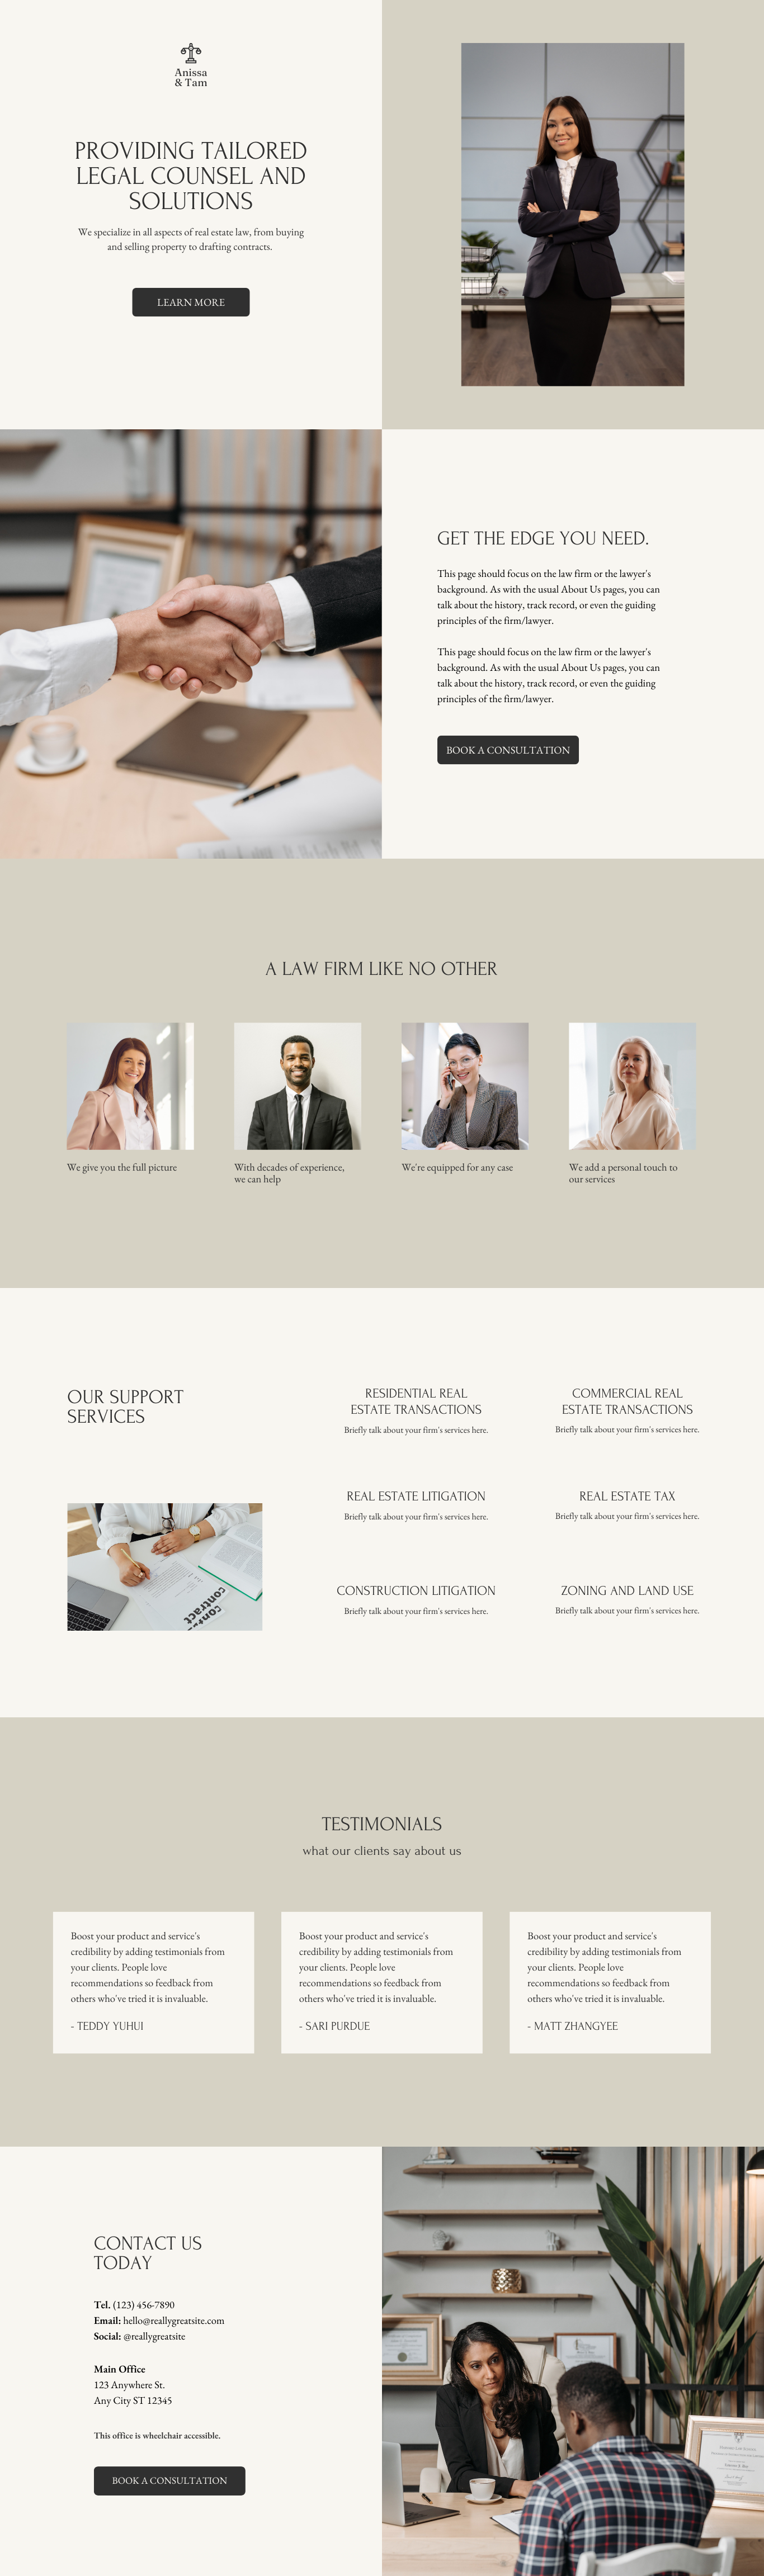 Anissa
& Tam
PROVIDING TAILORED
LEGAL COUNSEL AND
SOLUTIONS
We specialize in all aspects of real estate law, from buying
and selling property to drafting contracts.
LEARN MORE
GET THE EDGE YOU NEED.
This page should focus on the law firm or the lawyer's
background. As with the usual About Us pages, you can
talk about the history, track record, or even the guiding
principles of the firm/lawyer.
This page should focus on the law firm or the lawyer's
background. As with the usual About Us pages, you can
talk about the history, track record, or even the guiding
principles of the firm/lawyer.
BOOK A CONSULTATION
A LAW FIRM LIKE NO OTHER
We give you the full picture
With decades of experience,
we can help
We're equipped for any case
We add a personal touch to
our services
OUR SUPPORT
SERVICES
contract
RESIDENTIAL REAL
ESTATE TRANSACTIONS
Briefly talk about your firm's services here.
COMMERCIAL REAL
ESTATE TRANSACTIONS
Briefly talk about your firm's services here.
REAL ESTATE LITIGATION
Briefly talk about your firm's services here.
REAL ESTATE TAX
Briefly talk about your firm's services here.
CONSTRUCTION LITIGATION
Briefly talk about your firm's services here.
ZONING AND LAND USE
Briefly talk about your firm's services here.
TESTIMONIALS
what our clients say about us
Boost your product and service's
credibility by adding testimonials from
your clients. People love
recommendations so feedback from
others who've tried it is invaluable.
- TEDDY YUHUI
Boost your product and service's
credibility by adding testimonials from
your clients. People love
recommendations so feedback from
others who've tried it is invaluable.
- SARI PURDUE
Boost your product and service's
credibility by adding testimonials from
your clients. People love
recommendations so feedback from
others who've tried it is invaluable.
- MATT ZHANGYEE
CONTACT US
TODAY
Tel. (123) 456-7890
Email: hello@reallygreatsite.com
Social: @reallygreatsite
Main Office
123 Anywhere St.
Any City ST 12345
This office is wheelchair accessible.
BOOK A CONSULTATION